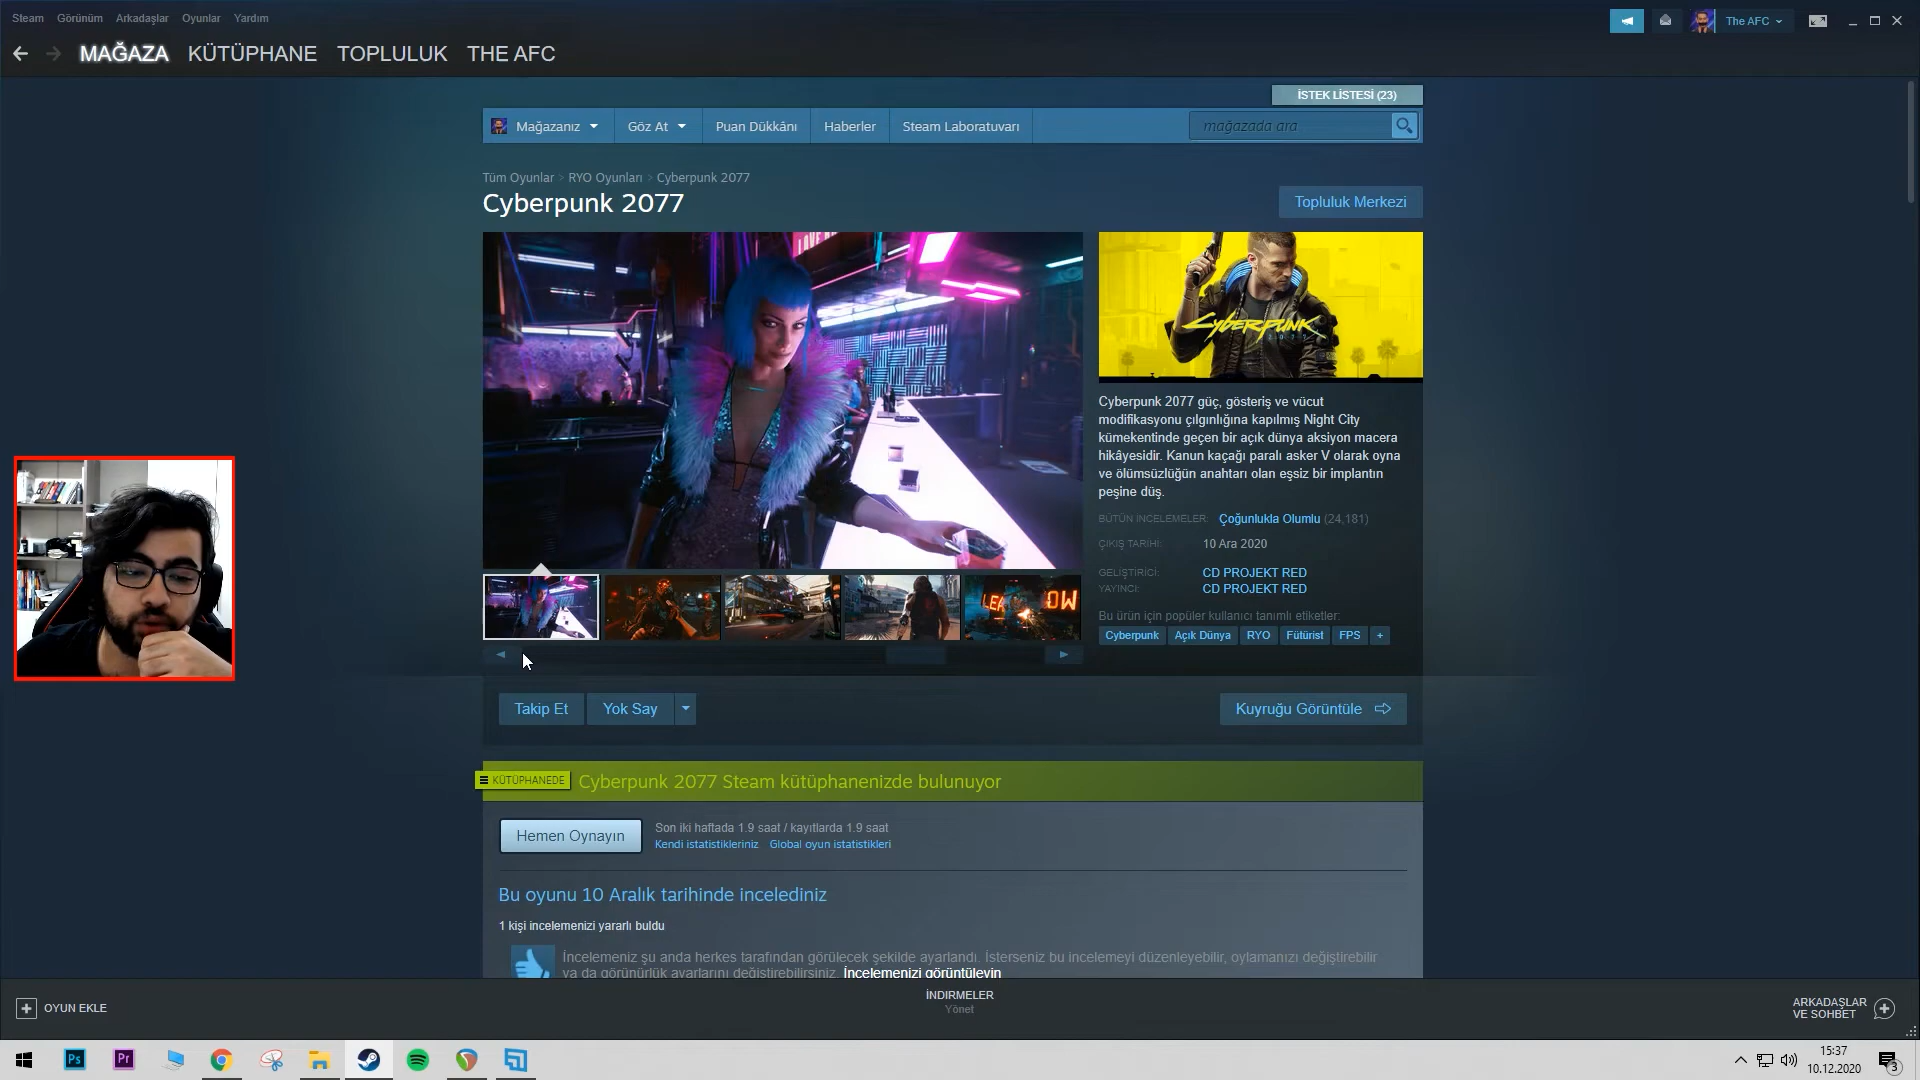 Steam Görünüm Arkadaşlar Oyunlar Yardım
The AFC
MAĞAZA KÜTÜPHANE TOPLULUK THE AFC
İSTEK LİSTESİ (23)
Mağazanız Göz At Puan Dükkânı Haberler Steam Laboratuvarı mağazada ara
Tüm Oyunlar > RYO Oyunları > Cyberpunk 2077
Cyberpunk 2077
Topluluk Merkezi
CYBERPUNK
2077
Cyberpunk 2077 güç, gösteriş ve vücut
modifikasyonu çılgınlığına kapılmış Night City
kümekentinde geçen bir açık dünya aksiyon macera
hikâyesidir. Kanun kaçağı paralı asker V olarak oyna
ve ölümsüzlüğün anahtarı olan eşsiz bir implantın
peşine düş.
BÜTÜN İNCELEMELER: Çoğunlukla Olumlu (24,181)
ÇIKIŞ TARİHİ: 10 Ara 2020
GELİŞTİRİCİ: CD PROJEKT RED
YAYINCI: CD PROJEKT RED
Bu ürün için popüler kullanıcı tanımlı etiketler:
Cyberpunk Açık Dünya RYO Fütürist FPS +
Takip Et Yok Say
Kuyruğu Görüntüle
KÜTÜPHANEDE Cyberpunk 2077 Steam kütüphanenizde bulunuyor
Hemen Oynayın
Son iki haftada 1.9 saat / kayıtlarda 1.9 saat
Kendi istatistikleriniz Global oyun istatistikleri
Bu oyunu 10 Aralık tarihinde incelediniz
1 kişi incelemenizi yararlı buldu
İncelemeniz şu anda herkes tarafından görülecek şekilde ayarlandı. İsterseniz bu incelemeyi düzenleyebilir, oylamanızı değiştirebilir
ya da görünürlük ayarlarını değiştirebilirsiniz. İncelemenizi görüntüleyin
OYUN EKLE
İNDİRMELER
Yönet
ARKADAŞLAR
VE SOHBET
Ps Pr
15:37
10.12.2020
3